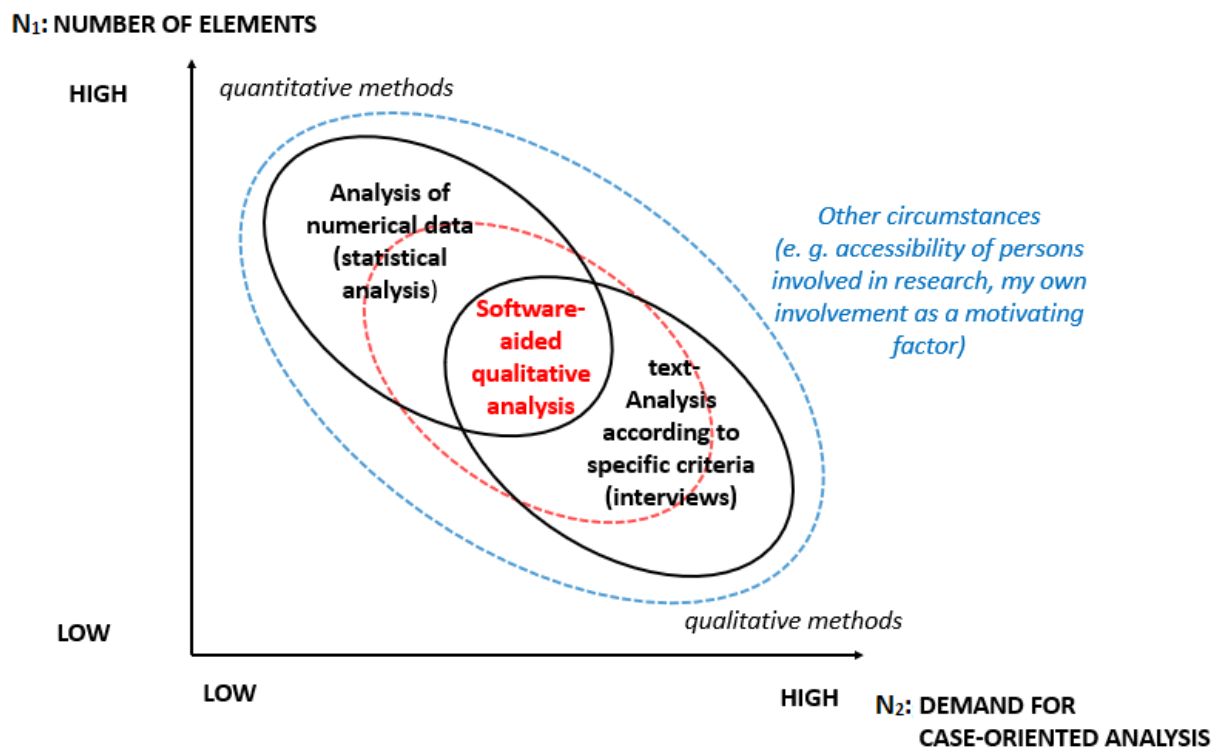 N₁: NUMBER OF ELEMENTS
HIGH
quantitative methods
Analysis of
numerical data
(statistical
analysis)
Other circumstances
(e. g. accessibility of persons
involved in research, my own
involvement as a motivating
factor)
Software-
aided
qualitative
analysis
text-
Analysis
according to
specific criteria
(interviews)
qualitative methods
LOW
LOW
HIGH
N₂: DEMAND FOR
CASE-ORIENTED ANALYSIS